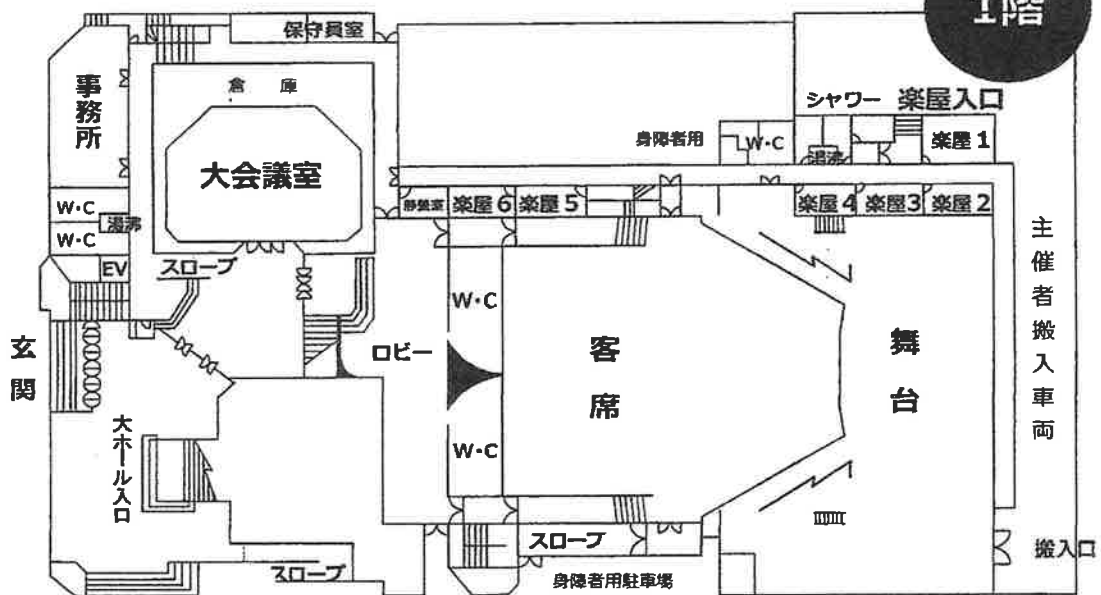 1階
保守員室
事務所
倉庫
大会議室
シャワー
楽屋入口
身障者用
W・C
湯沸
楽屋1
楽屋6
楽屋5
楽屋4
楽屋3
楽屋2
W・C
湯沸
W・C
EV
スロープ
W・C
玄関
ロビー
客席
舞台
主催者搬入車両
大ホール入口
W・C
スロープ
搬入口
スロープ
身障者用駐車場